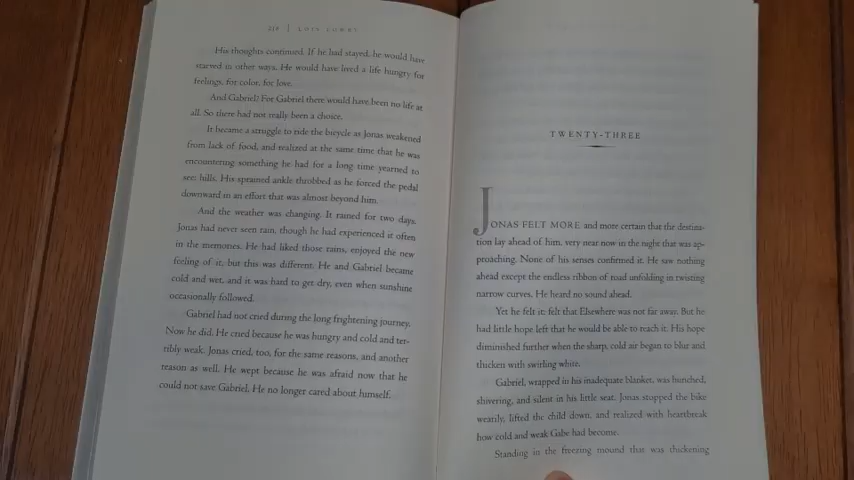 218 | LOIS LOWRY
His thoughts continued. If he had stayed, he would have
starved in other ways. He would have lived a life hungry for
feelings, for color, for love.
And Gabriel? For Gabriel there would have been no life at
all. So there had not really been a choice.
It became a struggle to ride the bicycle as Jonas weakened
from lack of food, and realized at the same time that he was
encountering something he had for a long time yearned to
see: hills. His sprained ankle throbbed as he forced the pedal
downward in an effort that was almost beyond him.
And the weather was changing. It rained for two days.
Jonas had never seen rain, though he had experienced it often
in the memories. He had liked those rains, enjoyed the new
feeling of it, but this was different. He and Gabriel became
cold and wet, and it was hard to get dry, even when sunshine
occasionally followed.
Gabriel had not cried during the long frightening journey.
Now he did. He cried because he was hungry and cold and ter-
ribly weak. Jonas cried, too, for the same reasons, and another
reason as well. He wept because he was afraid now that he
could not save Gabriel. He no longer cared about himself.
TWENTY-THREE
JONAS FELT MORE and more certain that the destina-
tion lay ahead of him, very near now in the night that was ap-
proaching. None of his senses confirmed it. He saw nothing
ahead except the endless ribbon of road unfolding in twisting
narrow curves. He heard no sound ahead.
Yet he felt it: felt that Elsewhere was not far away. But he
had little hope left that he would be able to reach it. His hope
diminished further when the sharp, cold air began to blur and
thicken with swirling white.
Gabriel, wrapped in his inadequate blanket, was hunched,
shivering, and silent in his little seat. Jonas stopped the bike
wearily, lifted the child down, and realized with heartbreak
how cold and weak Gabe had become.
Standing in the freezing mound that was thickening